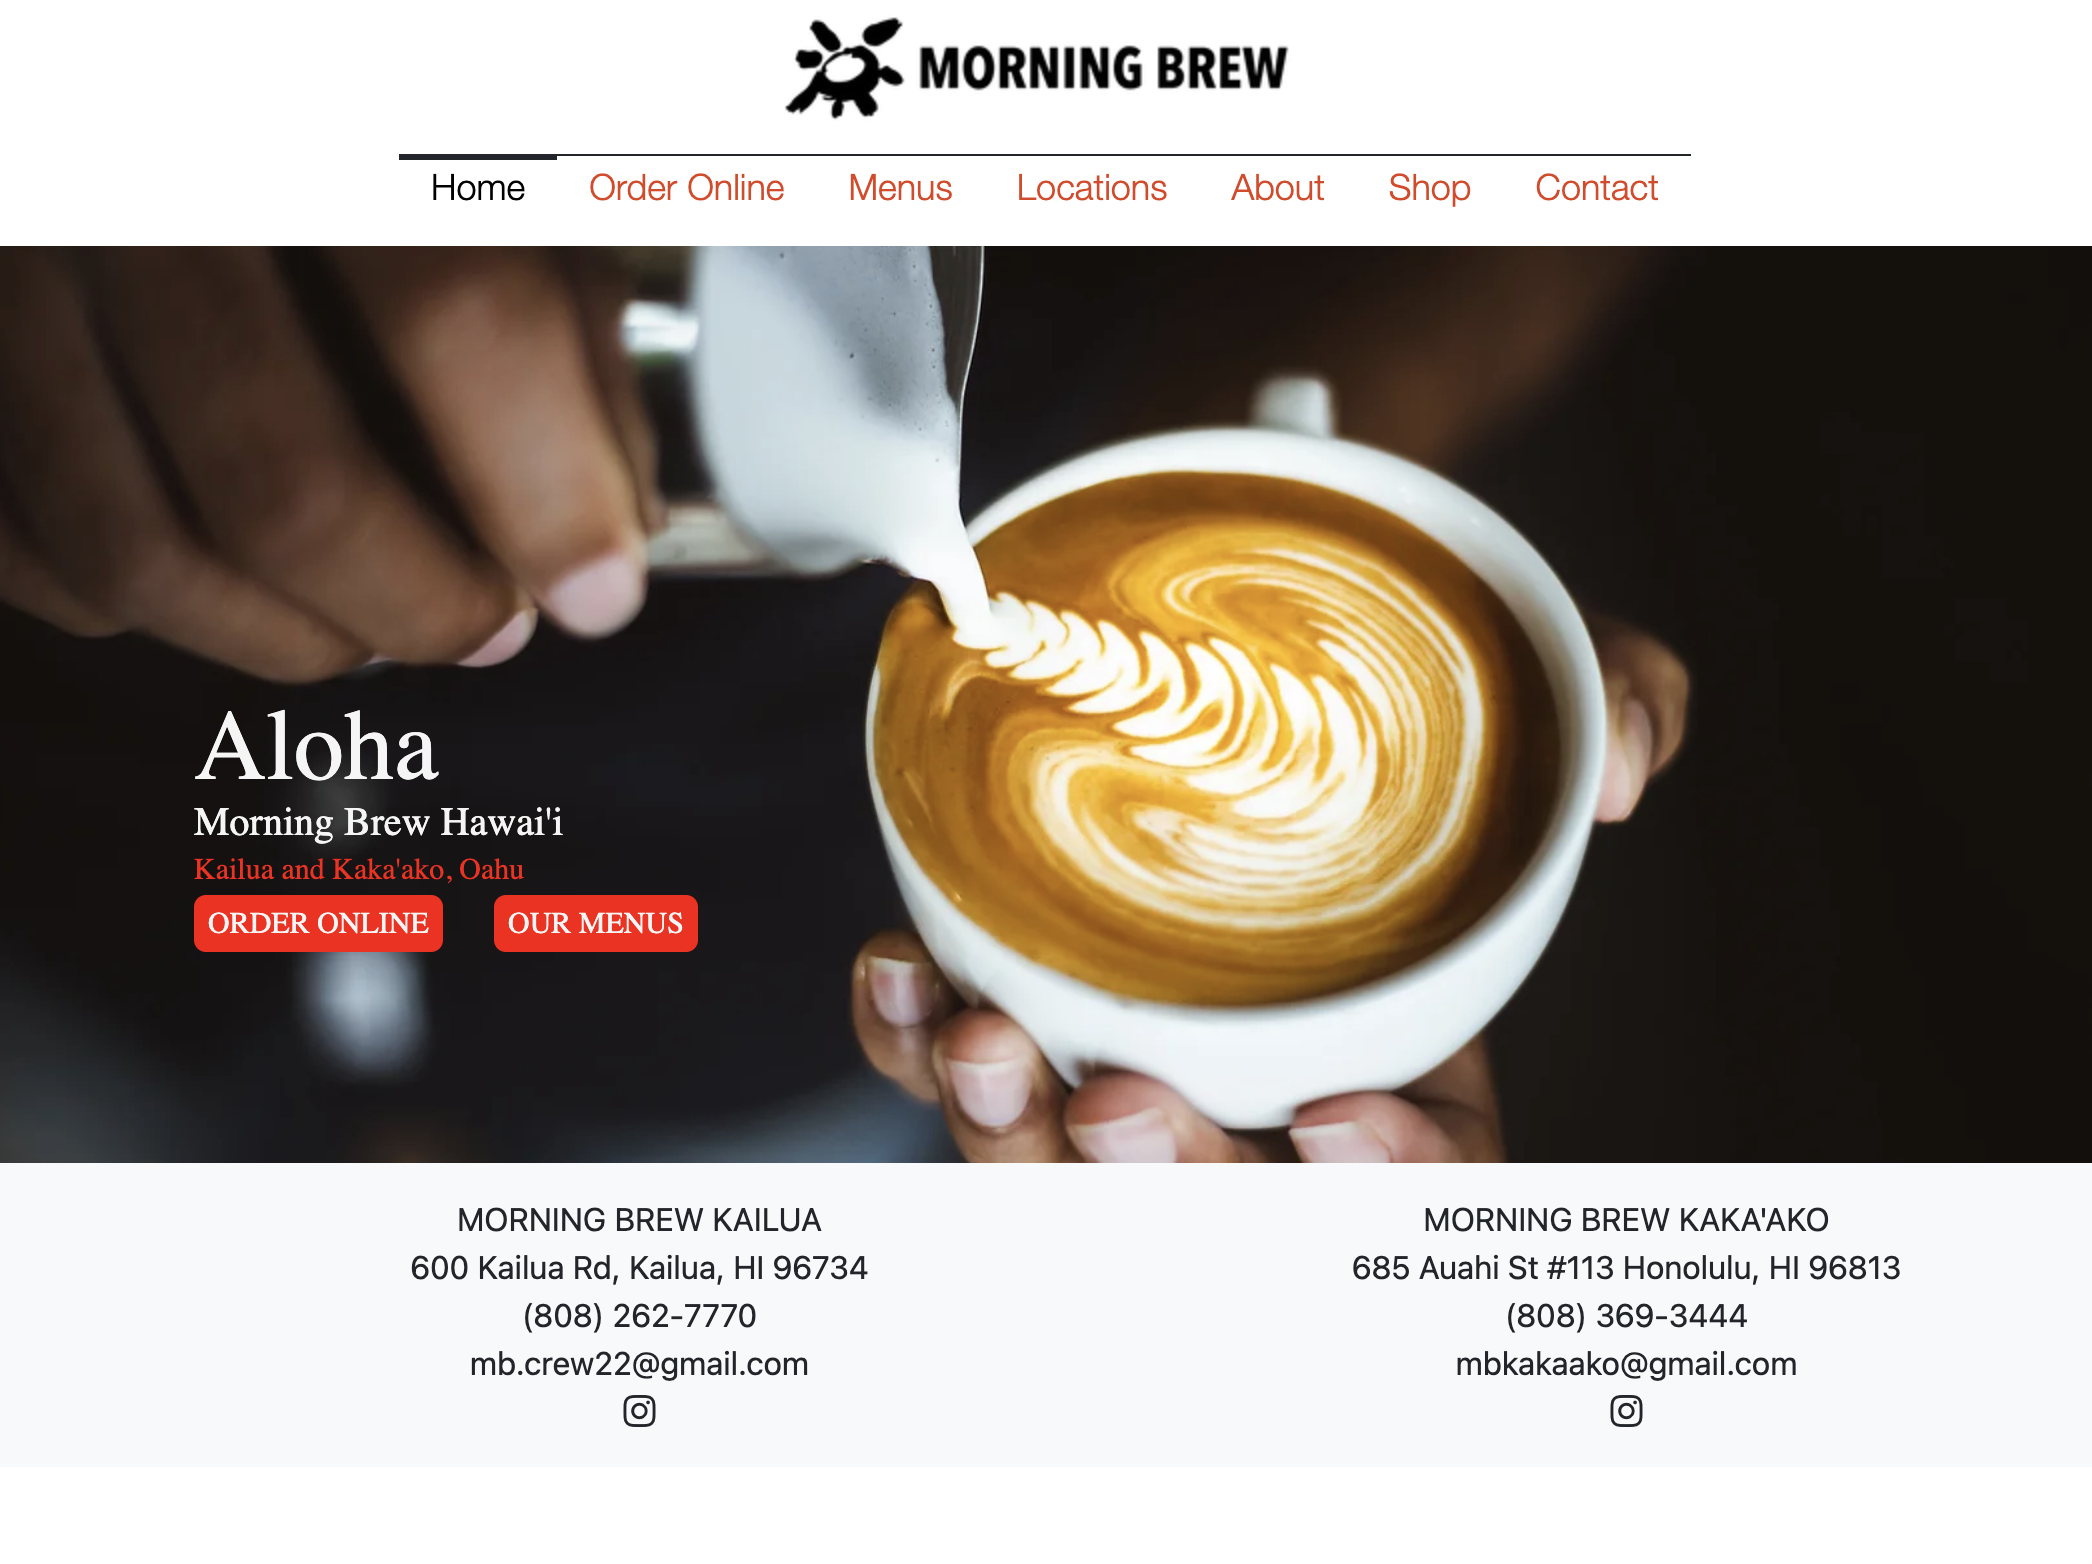 MORNING BREW
Home Order Online Menus Locations About Shop Contact
Aloha
Morning Brew Hawai'i
Kailua and Kaka'ako, Oahu
ORDER ONLINE OUR MENUS
MORNING BREW KAILUA
600 Kailua Rd, Kailua, HI 96734
(808) 262-7770
mb.crew22@gmail.com
MORNING BREW KAKA'AKO
685 Auahi St #113 Honolulu, HI 96813
(808) 369-3444
mbkakaako@gmail.com